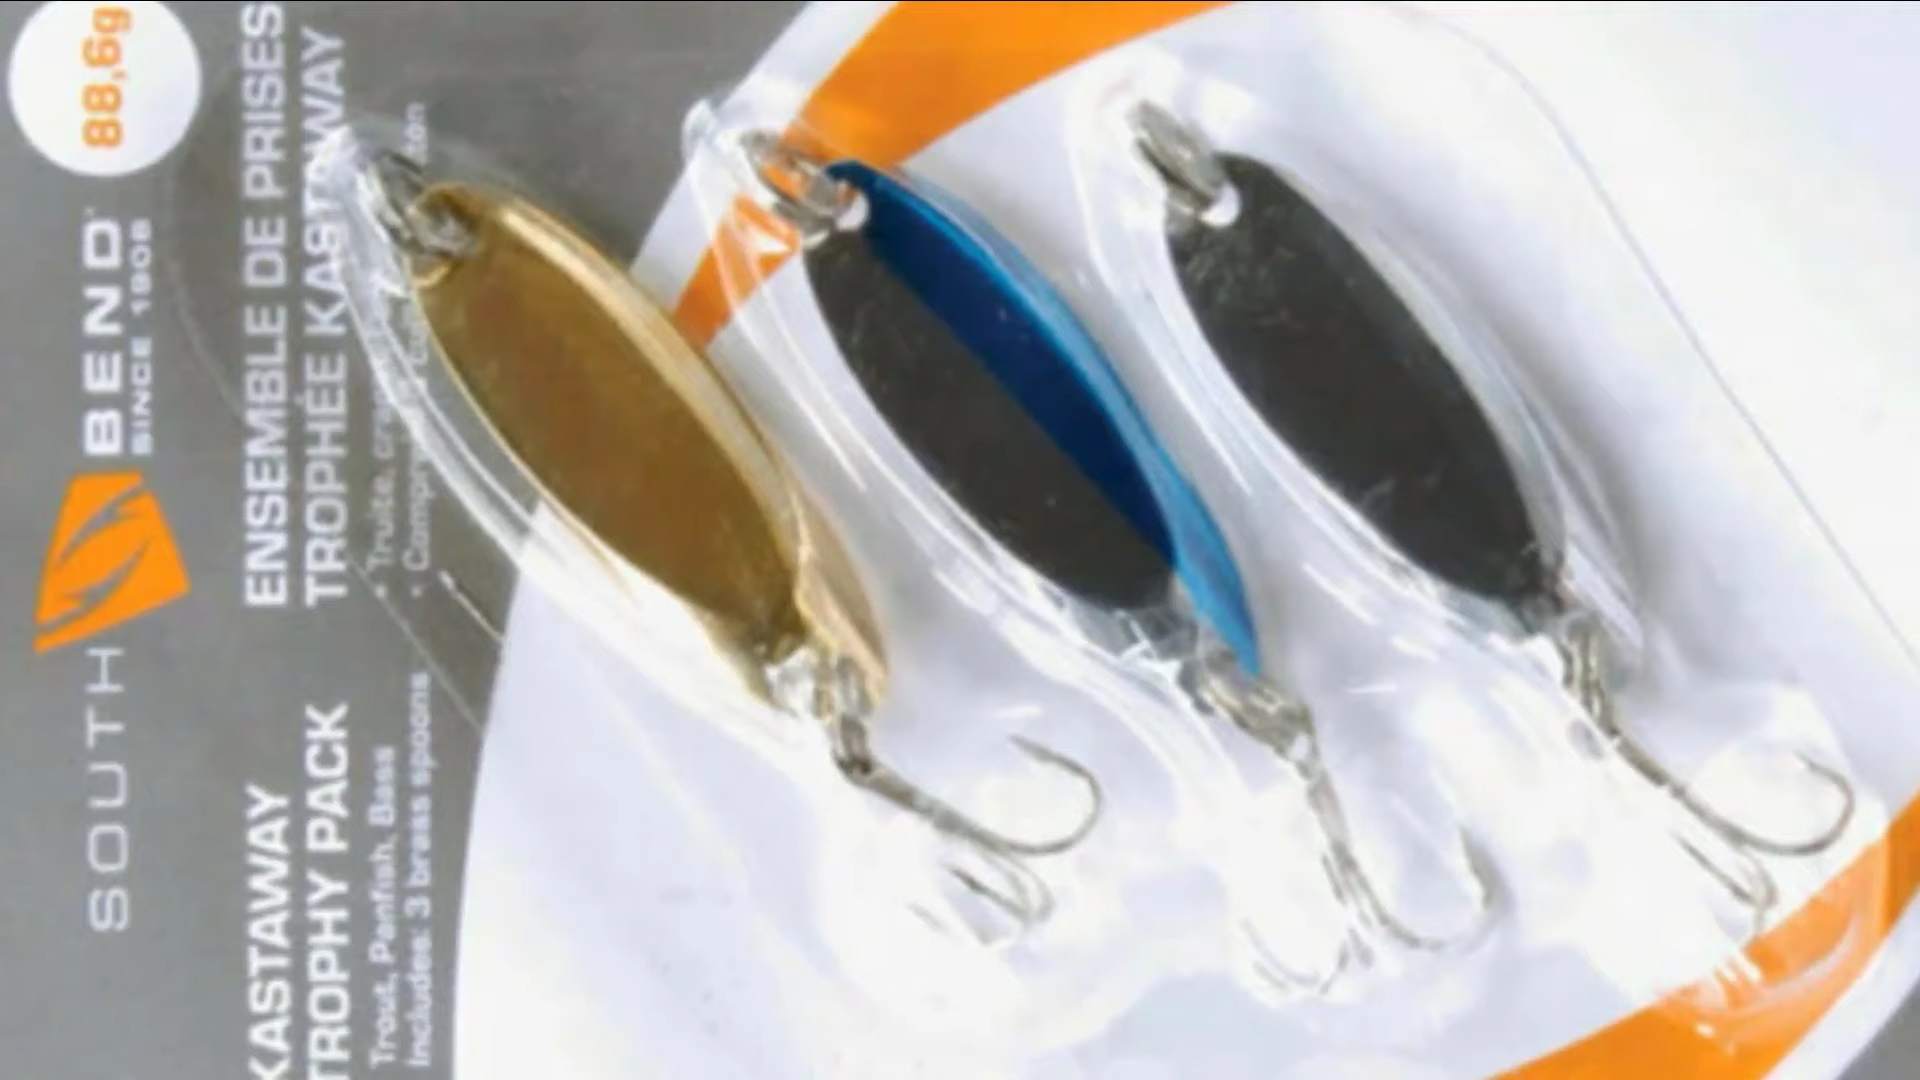 SOUTH BEND
SINCE 1908
88,6g
KASTAWAY
TROPHY PACK
Trout, Panfish, Bass
Includes: 3 brass spoons
ENSEMBLE DE PRISES
TROPHÉE KASTAWAY
• Truite,
•